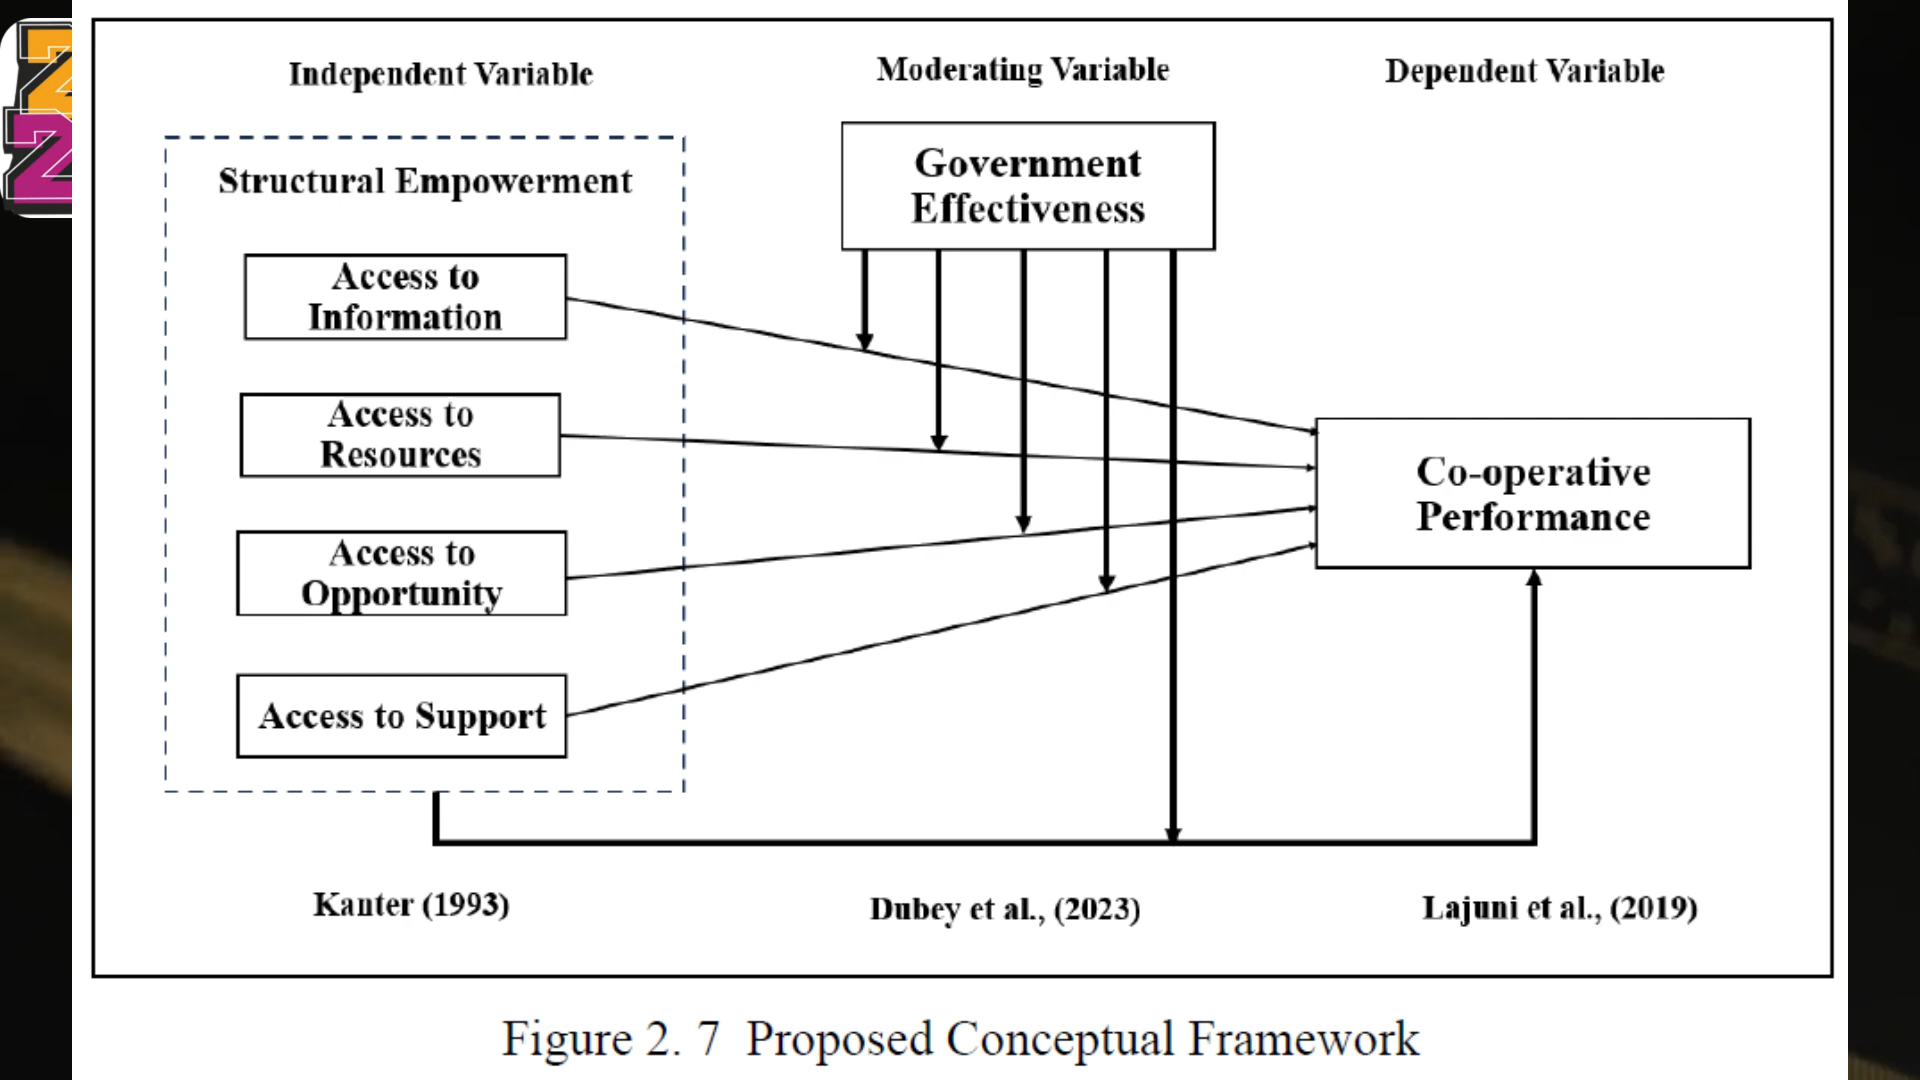 Independent Variable
Moderating Variable
Dependent Variable
Structural Empowerment
Government
Effectiveness
Access to
Information
Access to
Resources
Access to
Opportunity
Access to Support
Co-operative
Performance
Kanter (1993)
Dubey et al., (2023)
Lajuni et al., (2019)
Figure 2. 7 Proposed Conceptual Framework